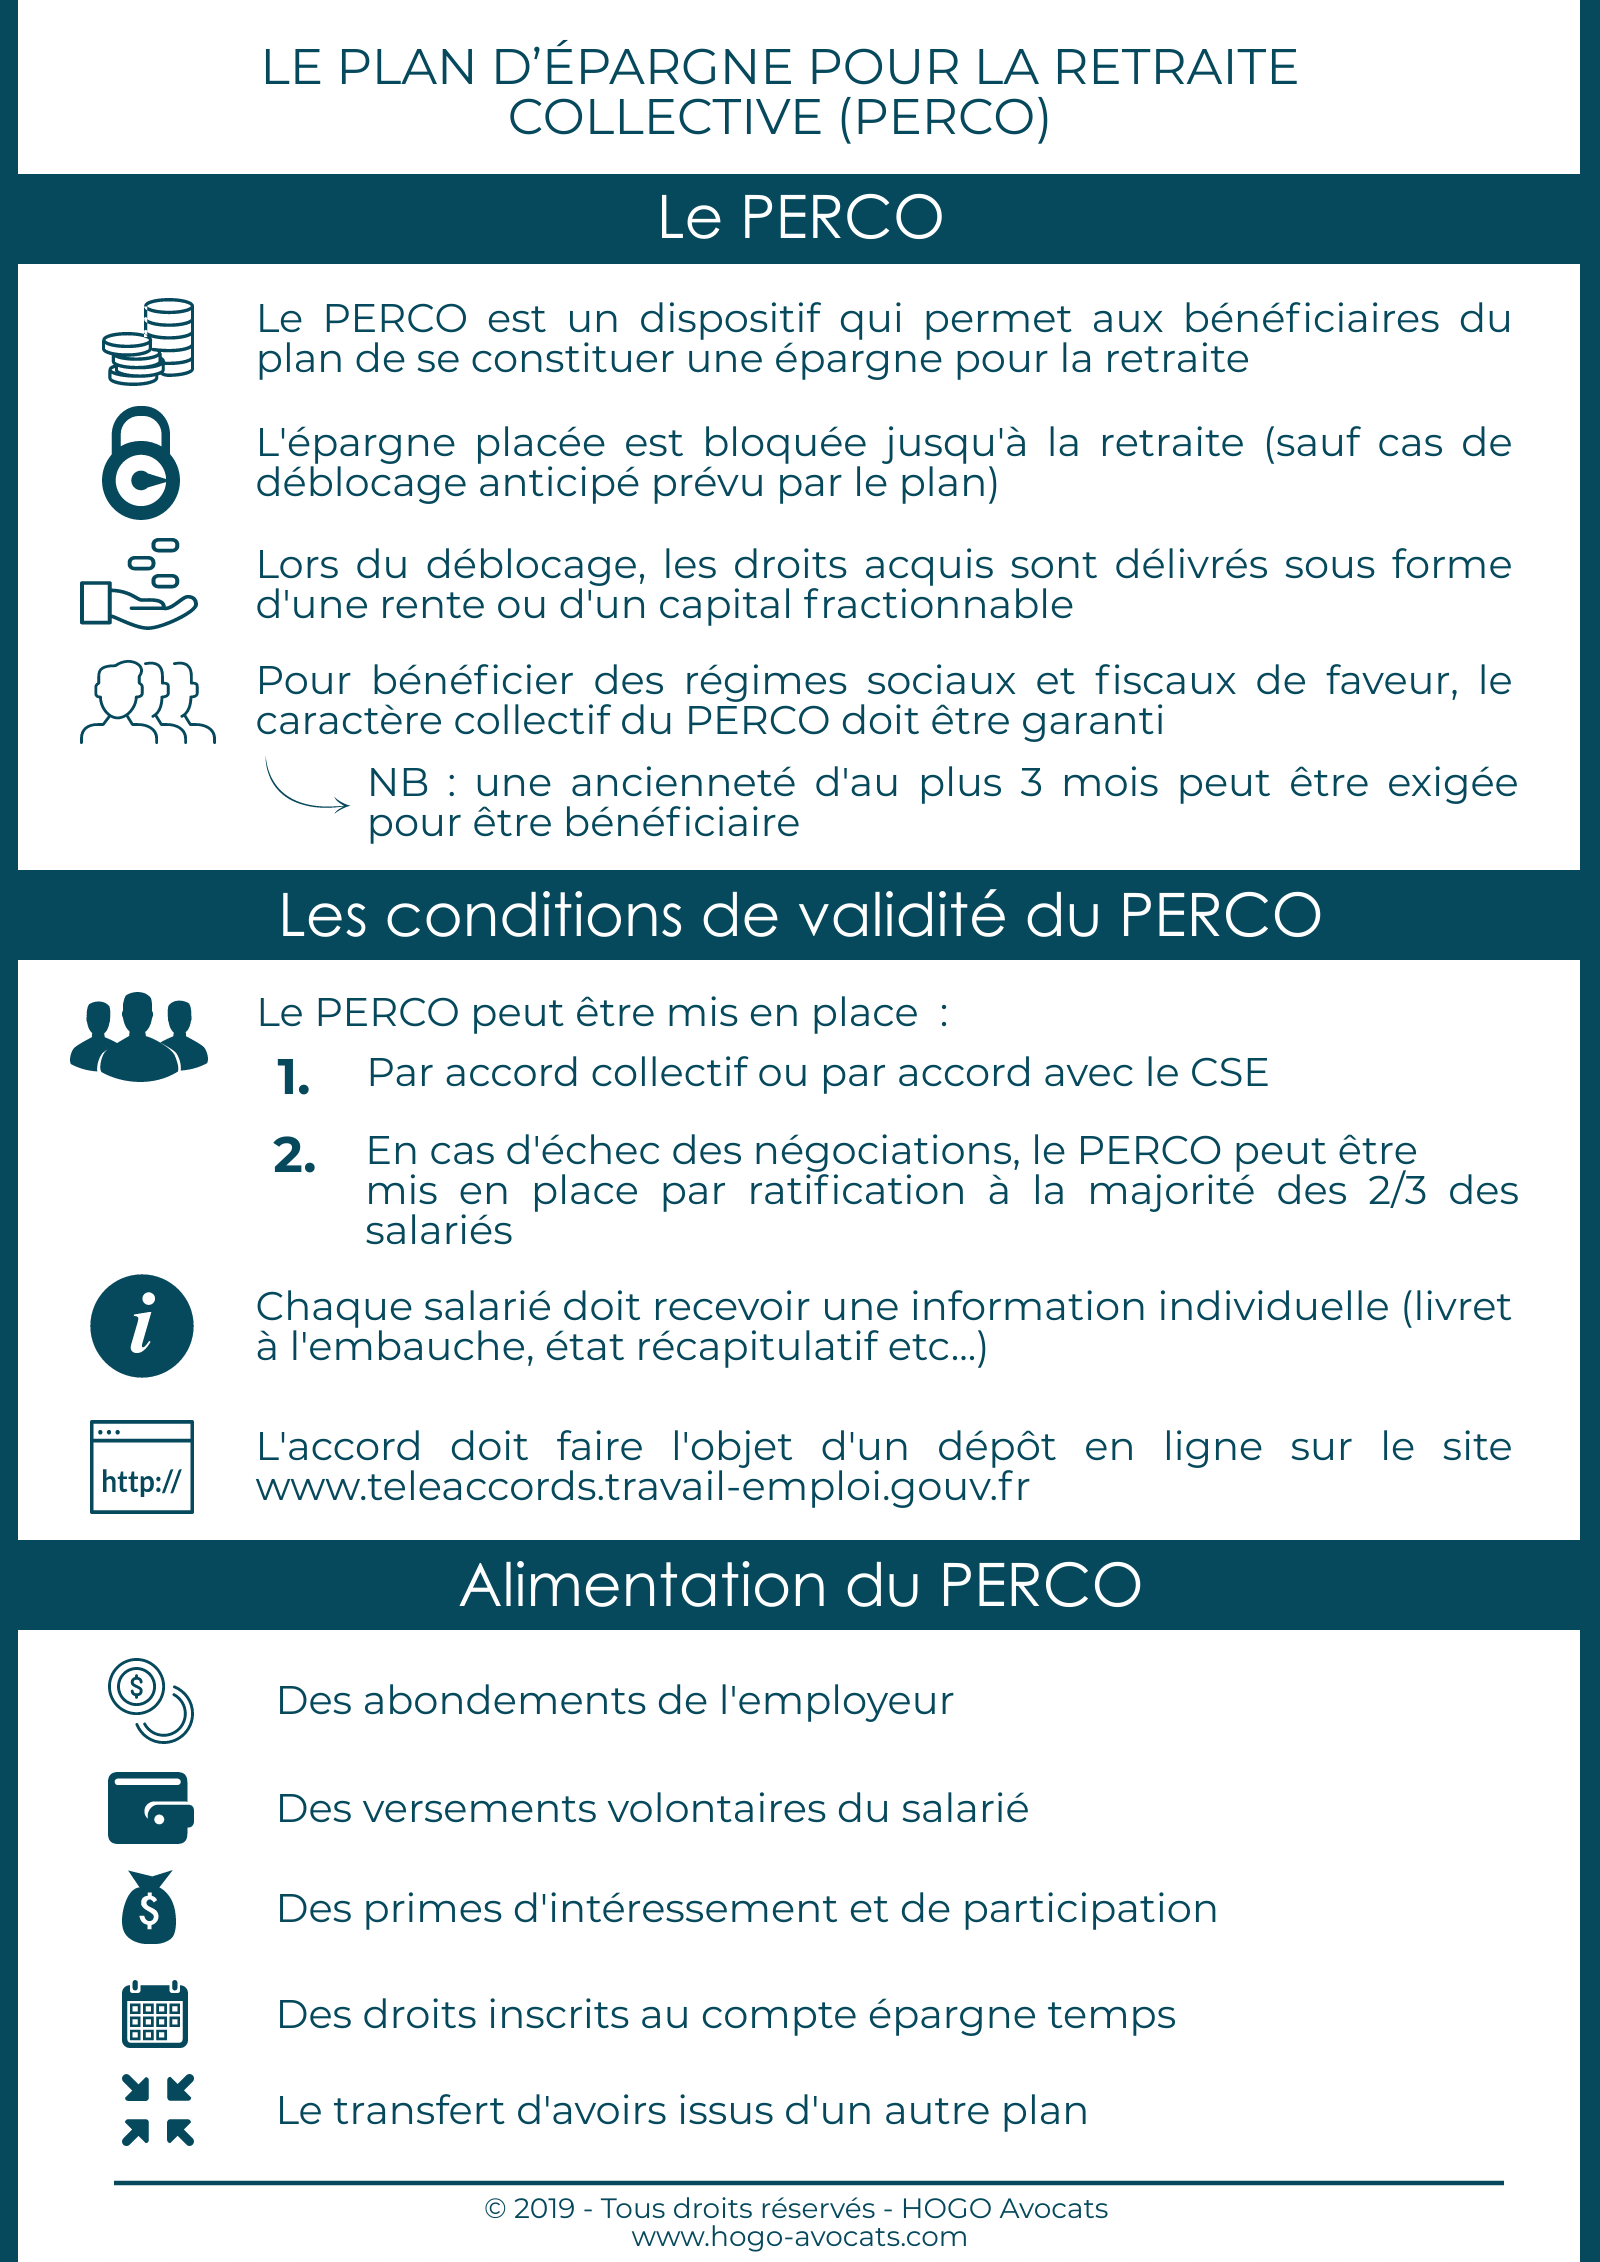 LE PLAN D’ÉPARGNE POUR LA RETRAITE
COLLECTIVE (PERCO)
Le PERCO
Le PERCO est un dispositif qui permet aux bénéficiaires du
plan de se constituer une épargne pour la retraite
L'épargne placée est bloquée jusqu'à la retraite (sauf cas de
déblocage anticipé prévu par le plan)
Lors du déblocage, les droits acquis sont délivrés sous forme
d'une rente ou d'un capital fractionnable
Pour bénéficier des régimes sociaux et fiscaux de faveur, le
caractère collectif du PERCO doit être garanti
NB : une ancienneté d'au plus 3 mois peut être exigée
pour être bénéficiaire
Les conditions de validité du PERCO
Le PERCO peut être mis en place :
1. Par accord collectif ou par accord avec le CSE
2. En cas d'échec des négociations, le PERCO peut être
mis en place par ratification à la majorité des 2/3 des
salariés
i
Chaque salarié doit recevoir une information individuelle (livret
à l'embauche, état récapitulatif etc...)
http://
L'accord doit faire l'objet d'un dépôt en ligne sur le site
www.teleaccords.travail-emploi.gouv.fr
Alimentation du PERCO
$
Des abondements de l'employeur
Des versements volontaires du salarié
$
Des primes d'intéressement et de participation
Des droits inscrits au compte épargne temps
Le transfert d'avoirs issus d'un autre plan
© 2019 - Tous droits réservés - HOGO Avocats
www.hogo-avocats.com